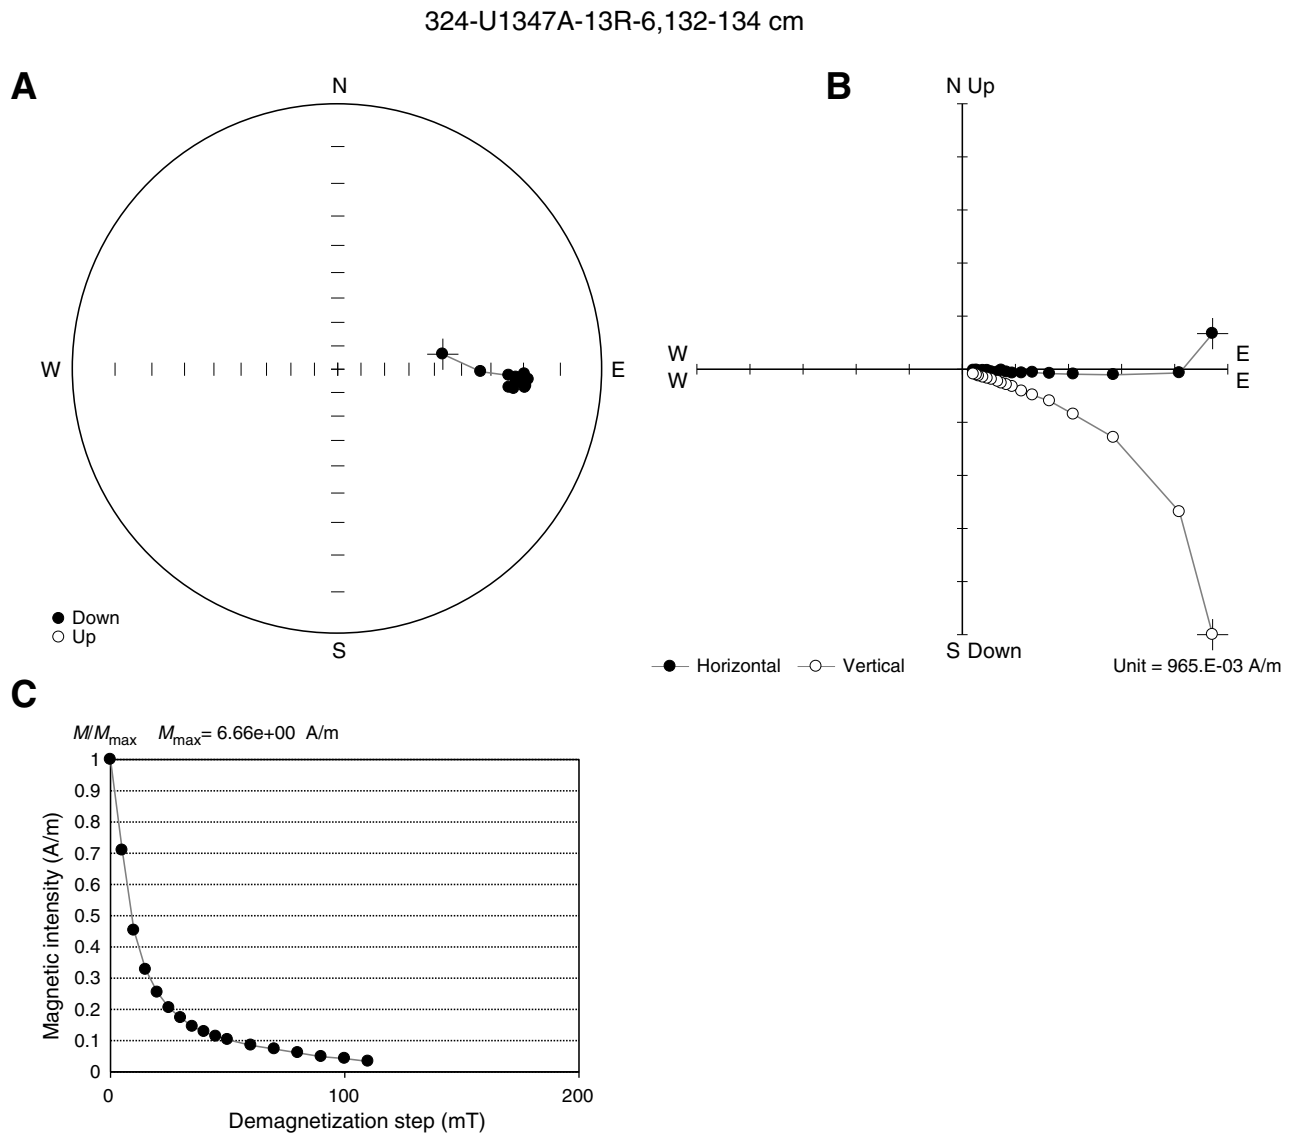 324-U1347A-13R-6,132-134 cm
A
N
W
E
S
Down
Up
B
N Up
W
W
E
E
S Down
Horizontal
Vertical
Unit = 965.E-03 A/m
C
M/Mmax Mmax= 6.66e+00 A/m
1
0.9
0.8
0.7
0.6
0.5
0.4
0.3
0.2
0.1
0
Magnetic intensity (A/m)
0 100 200
Demagnetization step (mT)